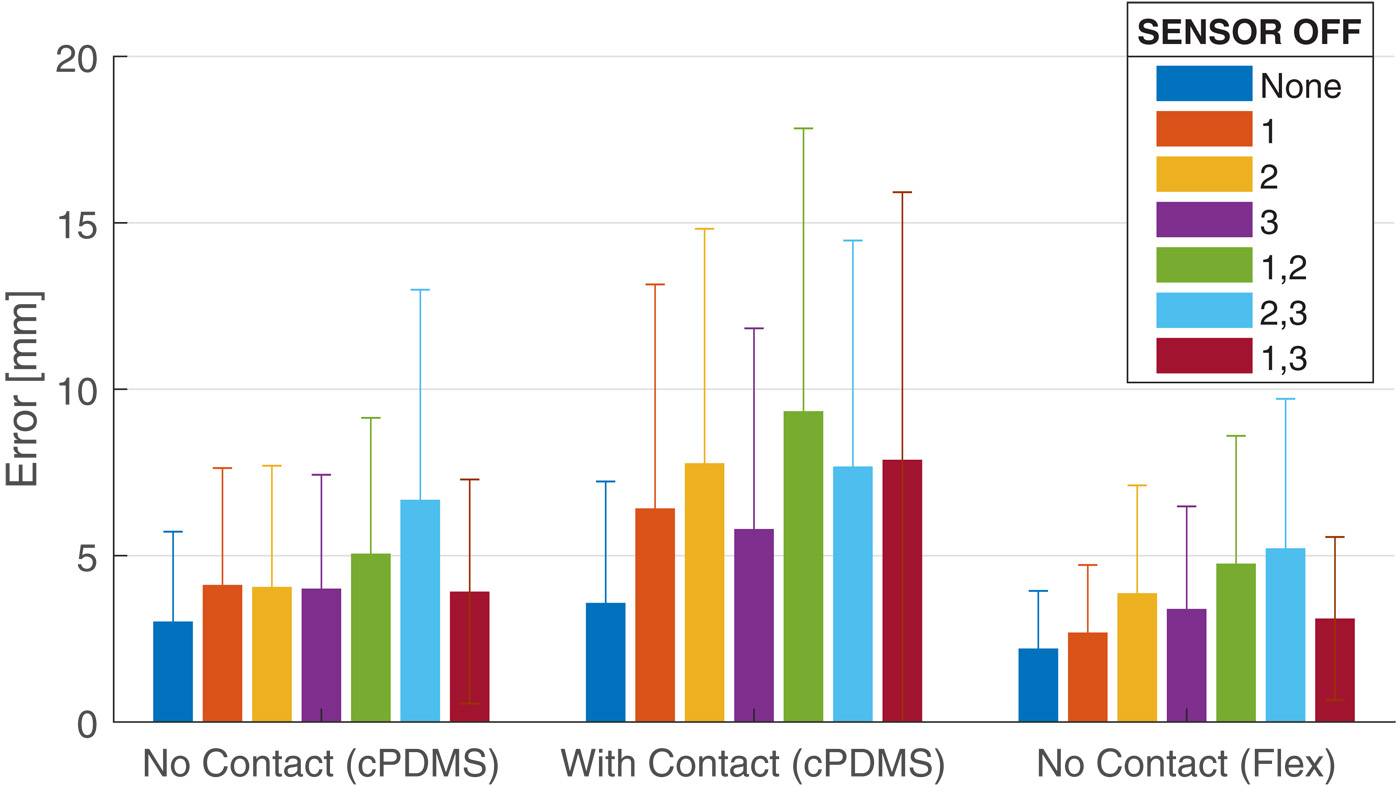 SENSOR OFF
None
1
2
3
1,2
2,3
1,3
Error [mm]
20
15
10
5
0
No Contact (cPDMS)
With Contact (cPDMS)
No Contact (Flex)